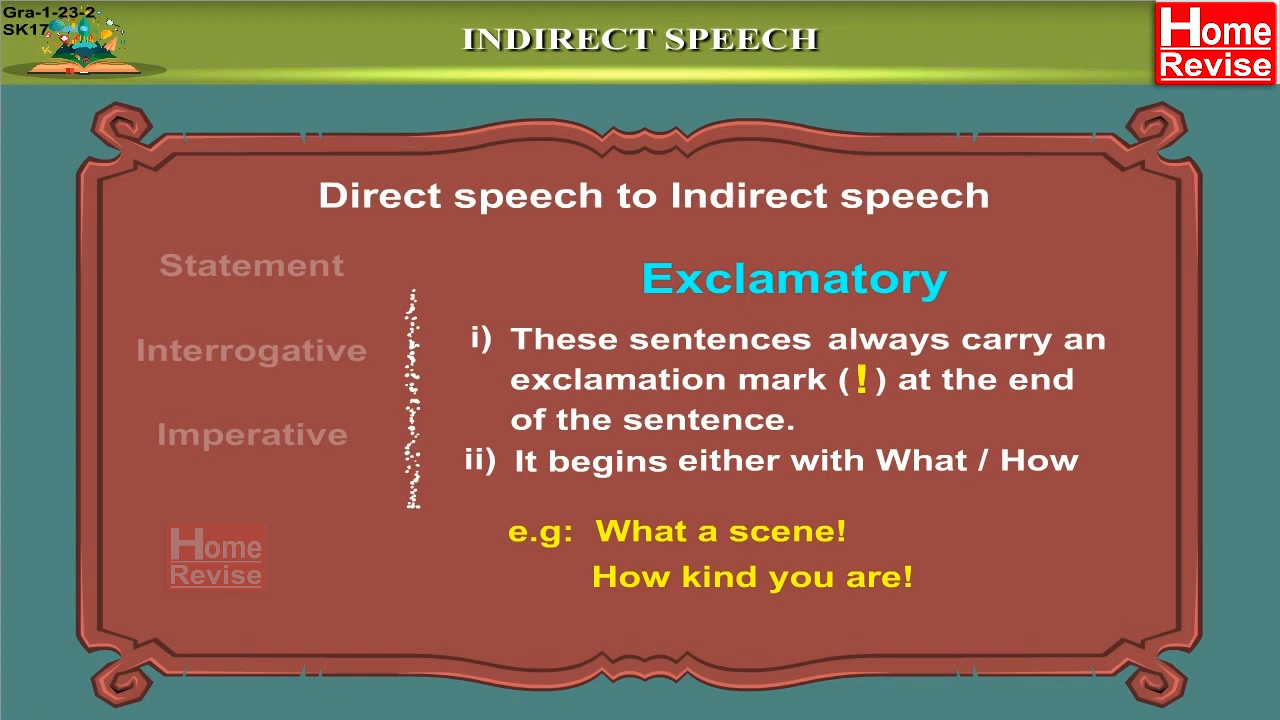 Gra-1-23-2
SK17
INDIRECT SPEECH
Home
Revise
Direct speech to Indirect speech
Statement
Interrogative
Imperative
Exclamatory
i) These sentences always carry an
exclamation mark (!) at the end
of the sentence.
ii) It begins either with What / How
e.g: What a scene!
How kind you are!
Home
Revise